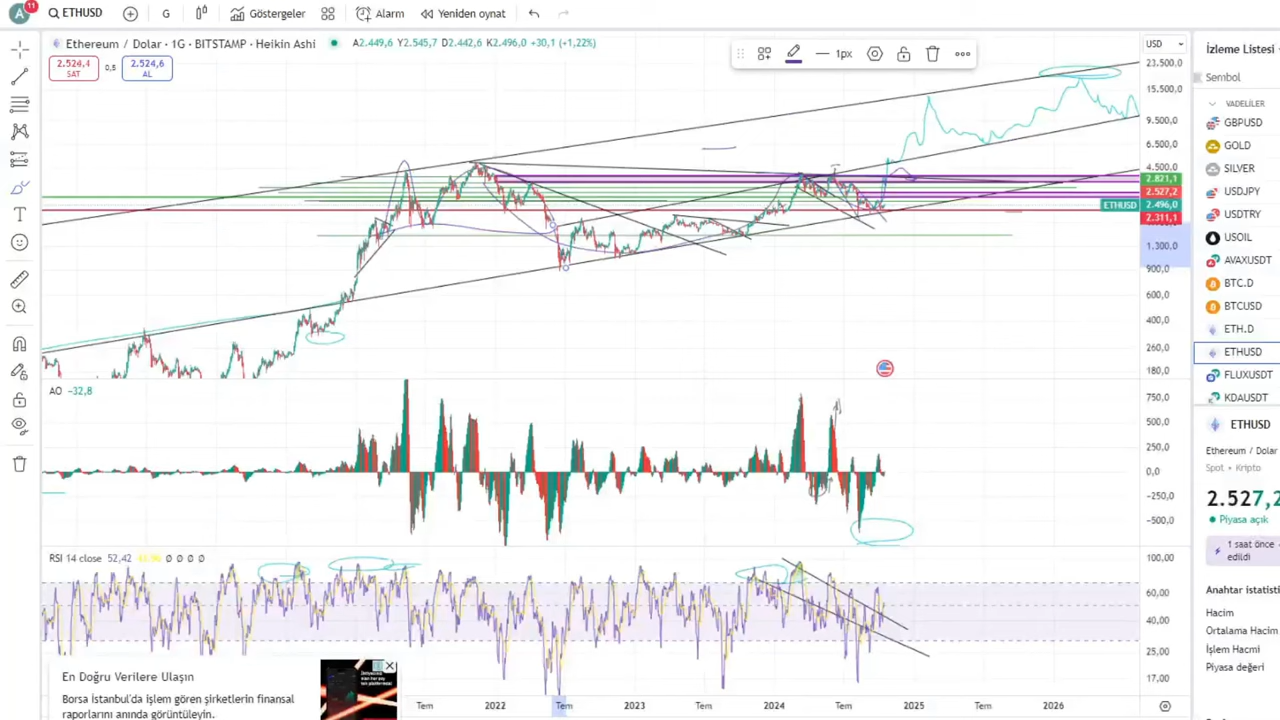 A 11 ETHUSD G Göstergeler Alarm Yeniden oynat
Ethereum / Dolar · 1G · BITSTAMP · Heikin Ashi A2.449,6 Y2.545,7 D2.442,6 K2.496,0 +30,1 (+1,22%)
2.524,4 SAT 0,5 2.524,6 AL
1px
USD
23.500,0
15.500,0
9.500,0
6.500,0
4.500,0
2.821,1
2.527,2
ETHUSD 2.496,0
2.311,1
1.300,0
900,0
600,0
400,0
260,0
180,0
AO −32,8
750,0
500,0
250,0
0,0
−250,0
−500,0
RSI 14 close 52,42 Ø Ø Ø Ø
100,00
60,00
40,00
25,00
17,00
En Doğru Verilere Ulaşın
Borsa İstanbul'da işlem gören şirketlerin finansal
raporlarını anında görüntüleyin.
Tem 2022 Tem 2023 Tem 2024 Tem 2025 Tem 2026
İzleme Listesi
Sembol
VADELİLER
GBPUSD
GOLD
SILVER
USDJPY
USDTRY
USOIL
AVAXUSDT
BTC.D
BTCUSD
ETH.D
ETHUSD
FLUXUSDT
KDAUSDT
ETHUSD
Ethereum / Dolar
Spot • Kripto
2.527,2
Piyasa açık
1 saat önce
edildi
Anahtar istatisti
Hacim
Ortalama Hacim
İşlem Hacmi
Piyasa değeri